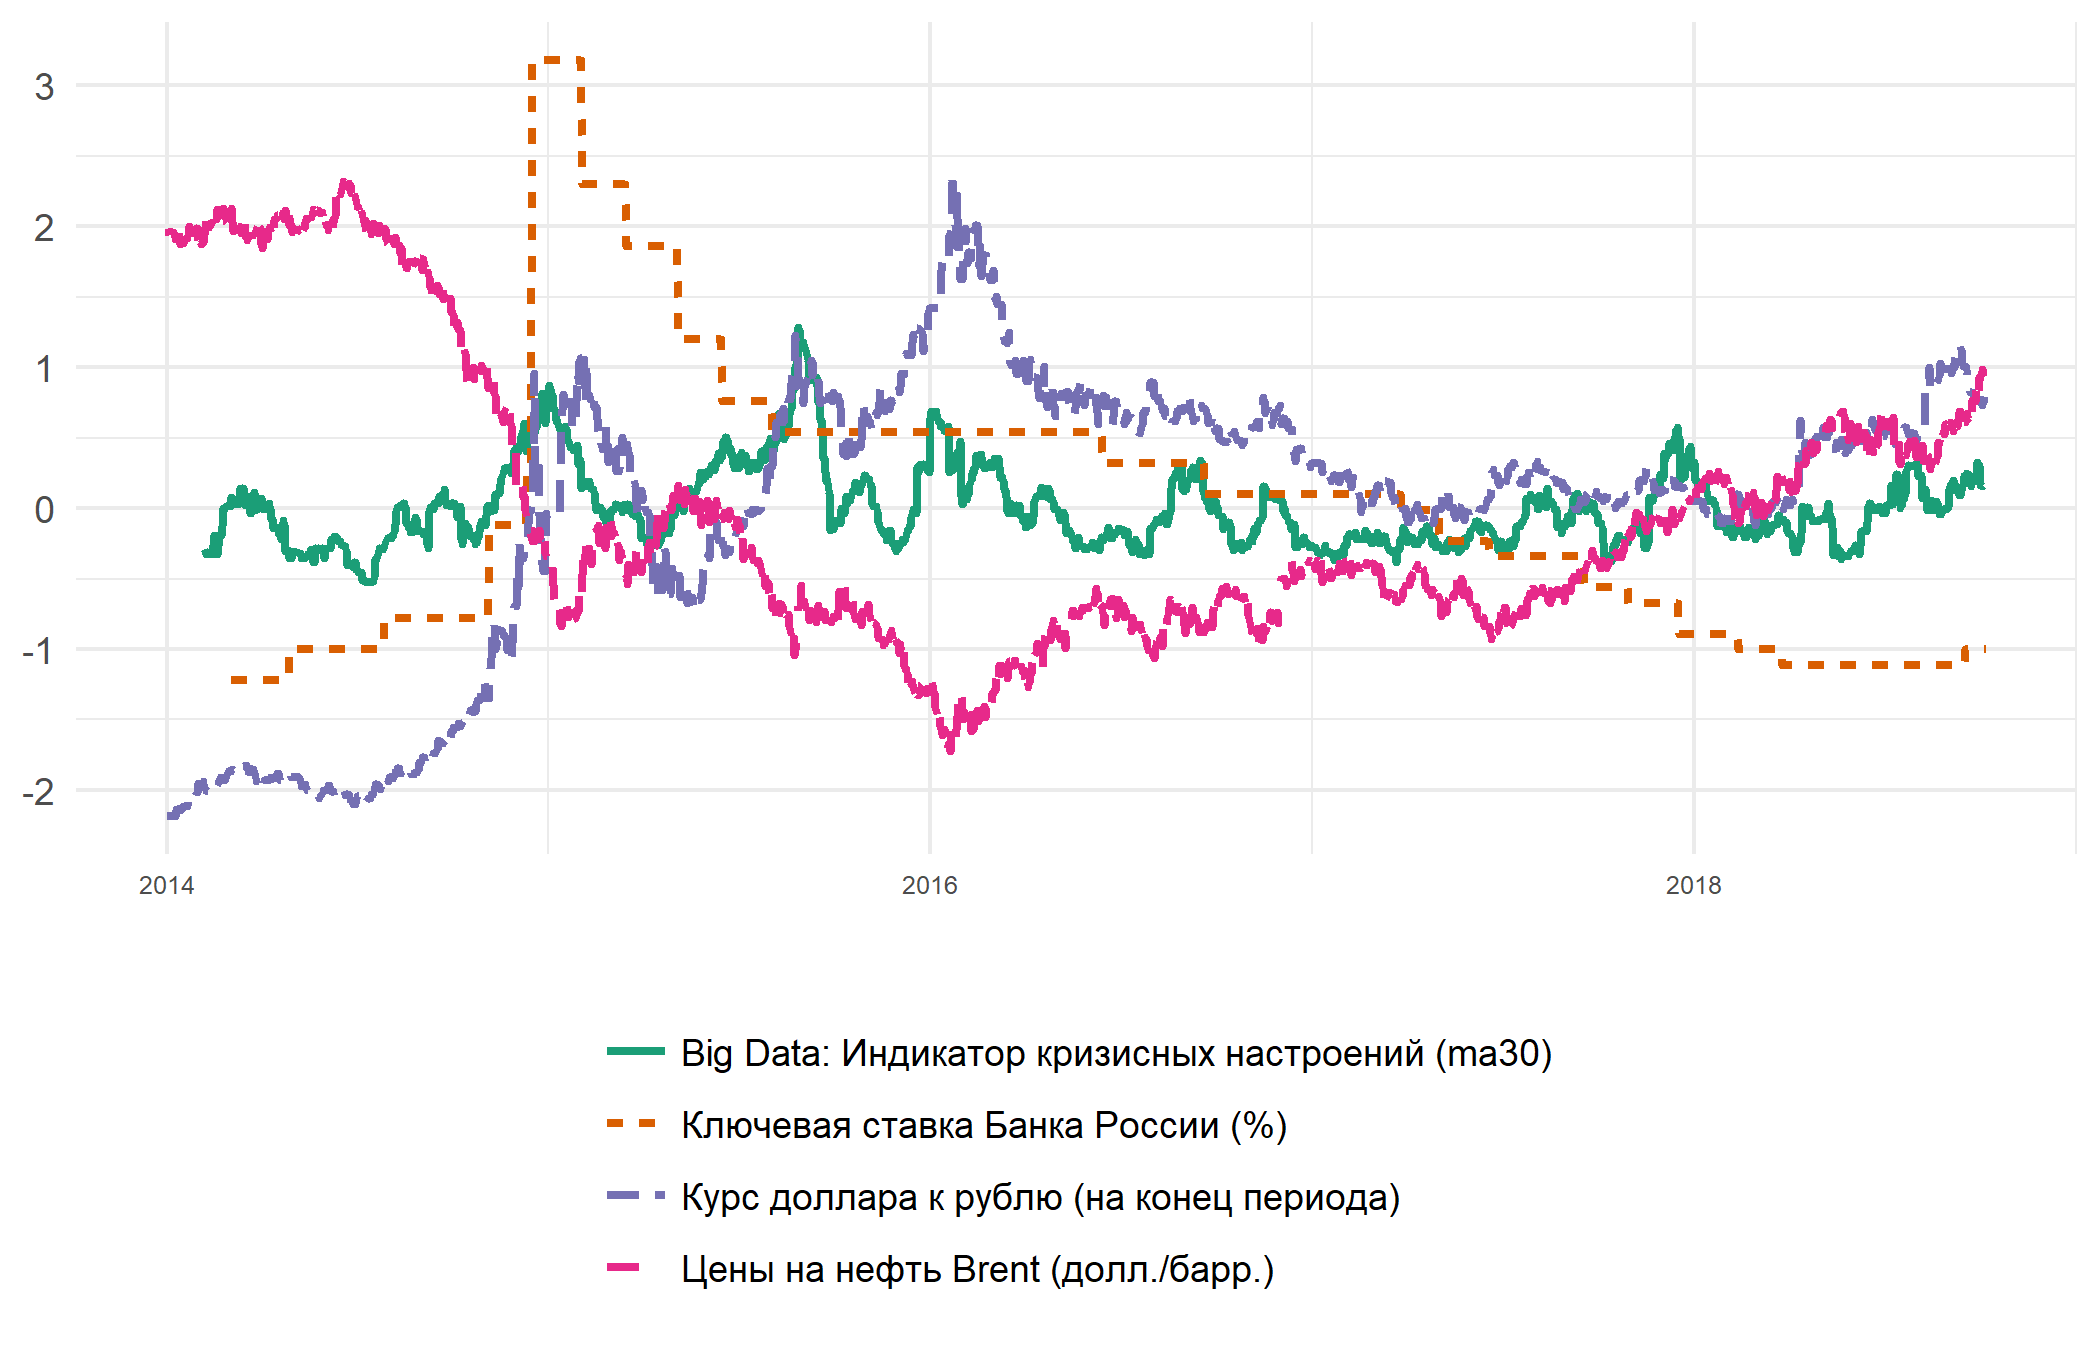 3
2
1
0
-1
-2
2014 2016 2018
Big Data: Индикатор кризисных настроений (ma30)
Ключевая ставка Банка России (%)
Курс доллара к рублю (на конец периода)
Цены на нефть Brent (долл./барр.)